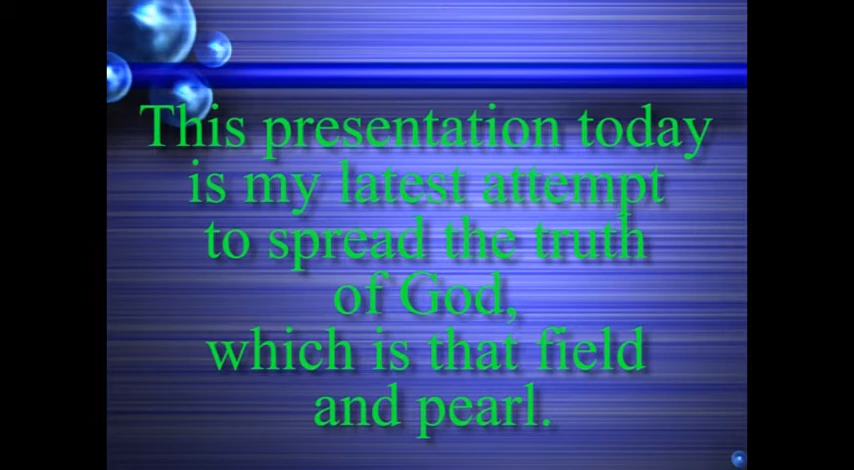 This presentation today
is my latest attempt
to spread the truth
of God,
which is that field
and pearl.